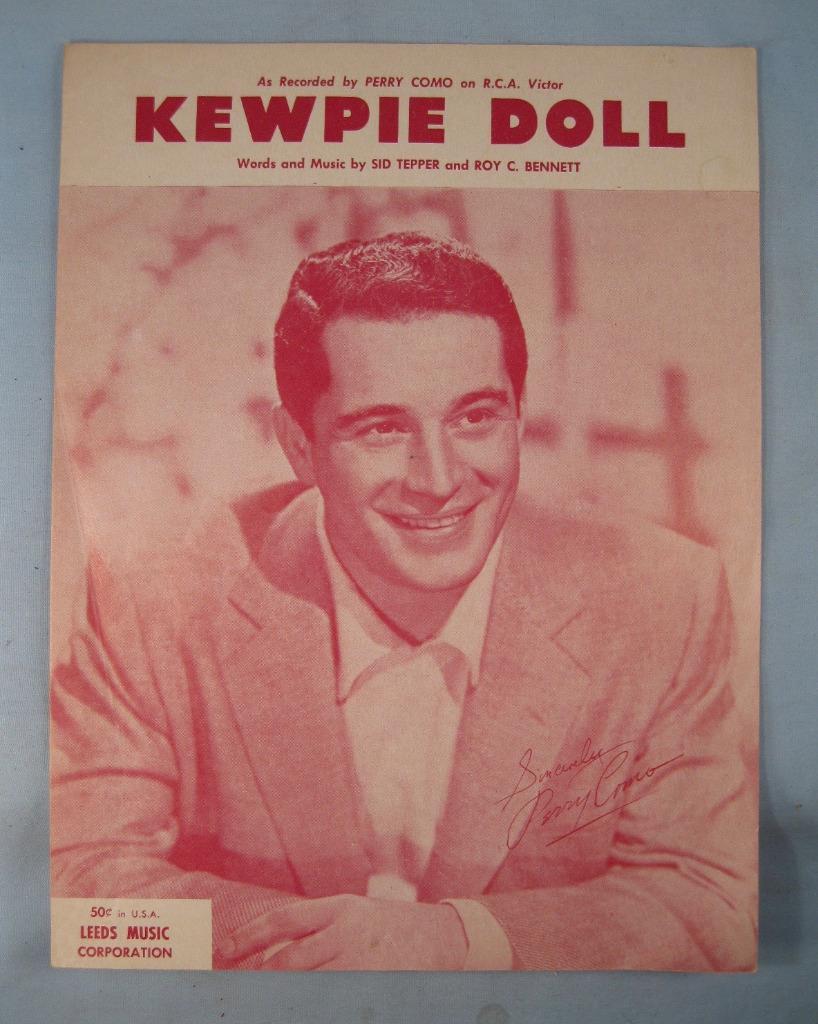 As Recorded by PERRY COMO on R.C.A. Victor
KEWPIE DOLL
Words and Music by SID TEPPER and ROY C. BENNETT
Sincerely
Perry Como
50¢ in U.S.A.
LEEDS MUSIC
CORPORATION